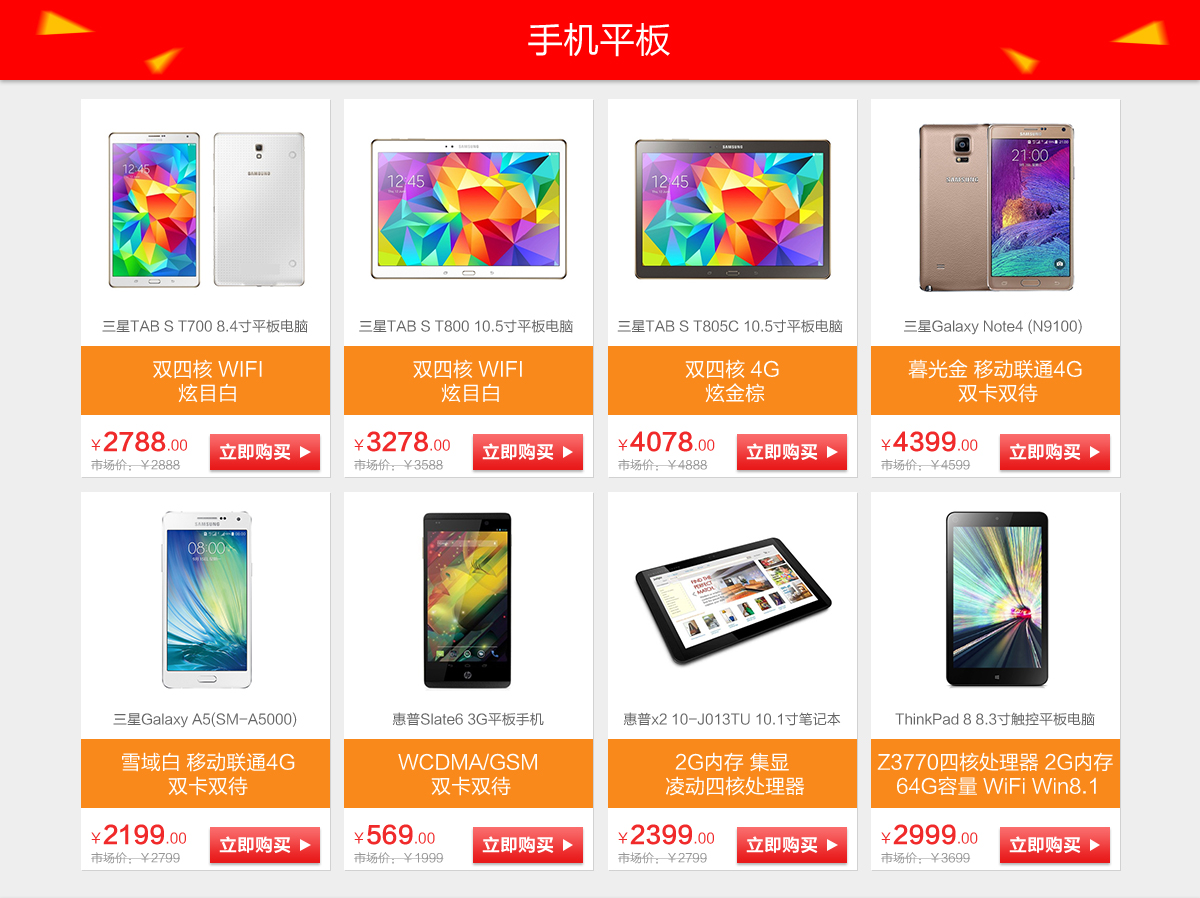 手机平板
12:45
SAMSUNG
SAMSUNG
12:45
SAMSUNG
12:45
SAMSUNG
SAMSUNG
21:00
三星TAB S T700 8.4寸平板电脑
三星TAB S T800 10.5寸平板电脑
三星TAB S T805C 10.5寸平板电脑
三星Galaxy Note4 (N9100)
双四核 WIFI
炫目白
双四核 WIFI
炫目白
双四核 4G
炫金棕
暮光金 移动联通4G
双卡双待
¥2788.00
市场价：￥2888
立即购买
¥3278.00
市场价：￥3588
立即购买
¥4078.00
市场价：￥4888
立即购买
¥4399.00
市场价：￥4599
立即购买
SAMSUNG
08:00
hp
FIND THE
PERFECT
MATCH
三星Galaxy A5(SM-A5000)
惠普Slate6 3G平板手机
惠普x2 10-J013TU 10.1寸笔记本
ThinkPad 8 8.3寸触控平板电脑
雪域白 移动联通4G
双卡双待
WCDMA/GSM
双卡双待
2G内存 集显
凌动四核处理器
Z3770四核处理器 2G内存
64G容量 WiFi Win8.1
¥2199.00
市场价：￥2799
立即购买
¥569.00
市场价：￥1999
立即购买
¥2399.00
市场价：￥2799
立即购买
¥2999.00
市场价：￥3699
立即购买